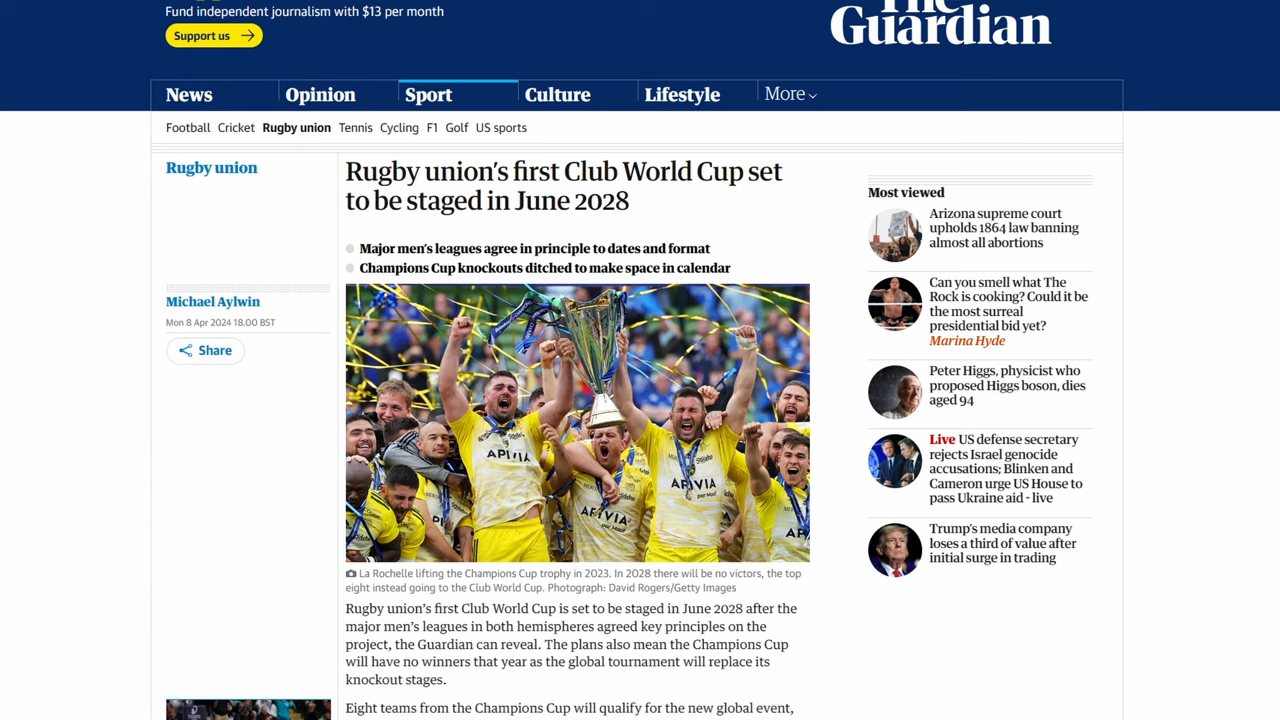 Fund independent journalism with $13 per month
Support us
The
Guardian
News
Opinion
Sport
Culture
Lifestyle
More
Football
Cricket
Rugby union
Tennis
Cycling
F1
Golf
US sports
Rugby union
Rugby union’s first Club World Cup set
to be staged in June 2028
Major men’s leagues agree in principle to dates and format
Champions Cup knockouts ditched to make space in calendar
Michael Aylwin
Mon 8 Apr 2024 18.00 BST
Share
APIVIA
APIVIA
par Macif
APIVIA
par Macif
La Rochelle lifting the Champions Cup trophy in 2023. In 2028 there will be no victors, the top
eight instead going to the Club World Cup. Photograph: David Rogers/Getty Images
Rugby union’s first Club World Cup is set to be staged in June 2028 after the
major men’s leagues in both hemispheres agreed key principles on the
project, the Guardian can reveal. The plans also mean the Champions Cup
will have no winners that year as the global tournament will replace its
knockout stages.
Eight teams from the Champions Cup will qualify for the new global event,
Most viewed
Arizona supreme court
upholds 1864 law banning
almost all abortions
Can you smell what The
Rock is cooking? Could it be
the most surreal
presidential bid yet?
Marina Hyde
Peter Higgs, physicist who
proposed Higgs boson, dies
aged 94
Live US defense secretary
rejects Israel genocide
accusations; Blinken and
Cameron urge US House to
pass Ukraine aid - live
Trump’s media company
loses a third of value after
initial surge in trading